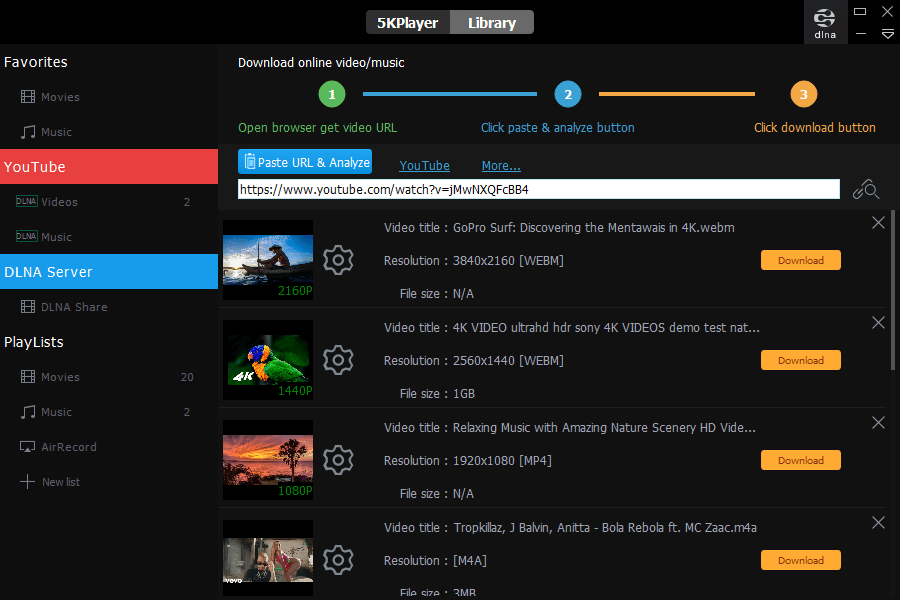 5KPlayer Library
dlna
Favorites
Movies
Music
YouTube
DLNA Videos 2
DLNA Music
DLNA Server
DLNA Share
PlayLists
Movies 20
Music 2
AirRecord
New list
Download online video/music
1 2 3
Open browser get video URL Click paste & analyze button Click download button
Paste URL & Analyze YouTube More...
https://www.youtube.com/watch?v=jMwNXQFcBB4
2160P
Video title : GoPro Surf: Discovering the Mentawais in 4K.webm
Resolution : 3840x2160 [WEBM]
File size : N/A
Download
4K
1440P
Video title : 4K VIDEO ultrahd hdr sony 4K VIDEOS demo test nat...
Resolution : 2560x1440 [WEBM]
File size : 1GB
Download
1080P
Video title : Relaxing Music with Amazing Nature Scenery HD Vide...
Resolution : 1920x1080 [MP4]
File size : N/A
Download
vevo
Video title : Tropkillaz, J Balvin, Anitta - Bola Rebola ft. MC Zaac.m4a
Resolution : [M4A]
File size : 3MB
Download